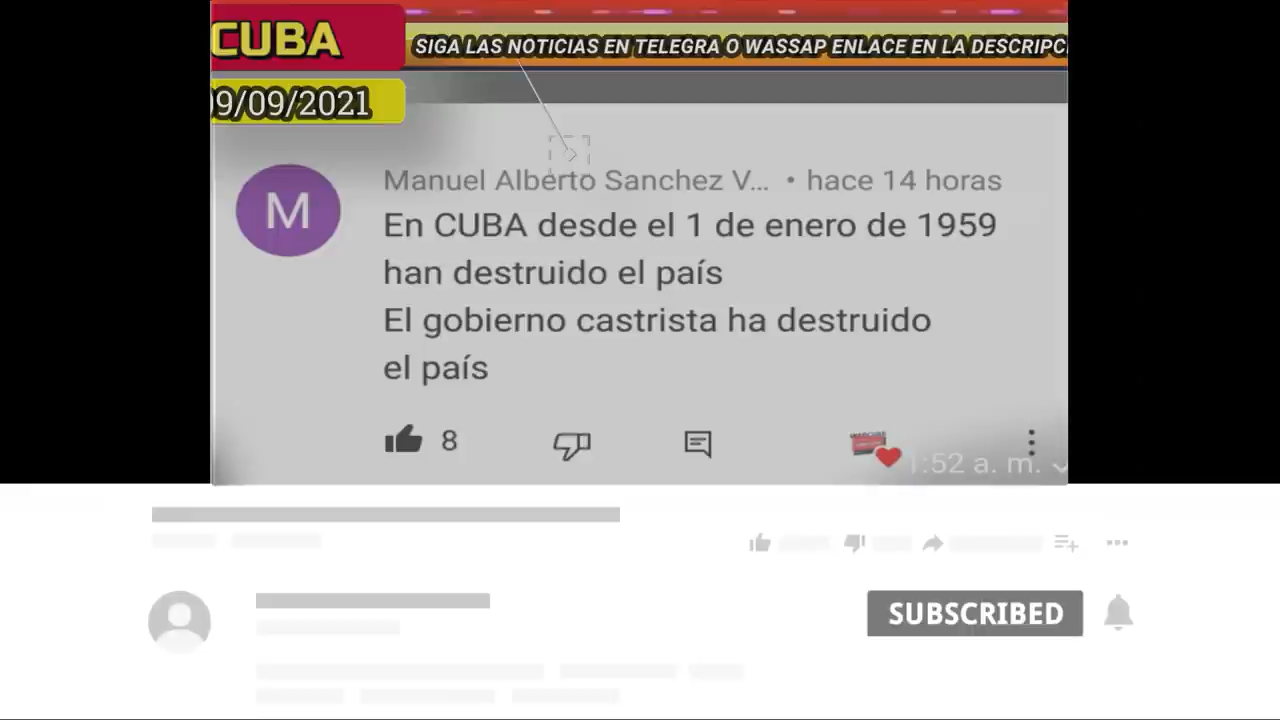 CUBA
SIGA LAS NOTICIAS EN TELEGRA O WASSAP ENLACE EN LA DESCRIPC
09/09/2021
M
Manuel Alberto Sanchez V... • hace 14 horas
En CUBA desde el 1 de enero de 1959
han destruido el país
El gobierno castrista ha destruido
el país
8
1:52 a. m.
SUBSCRIBED